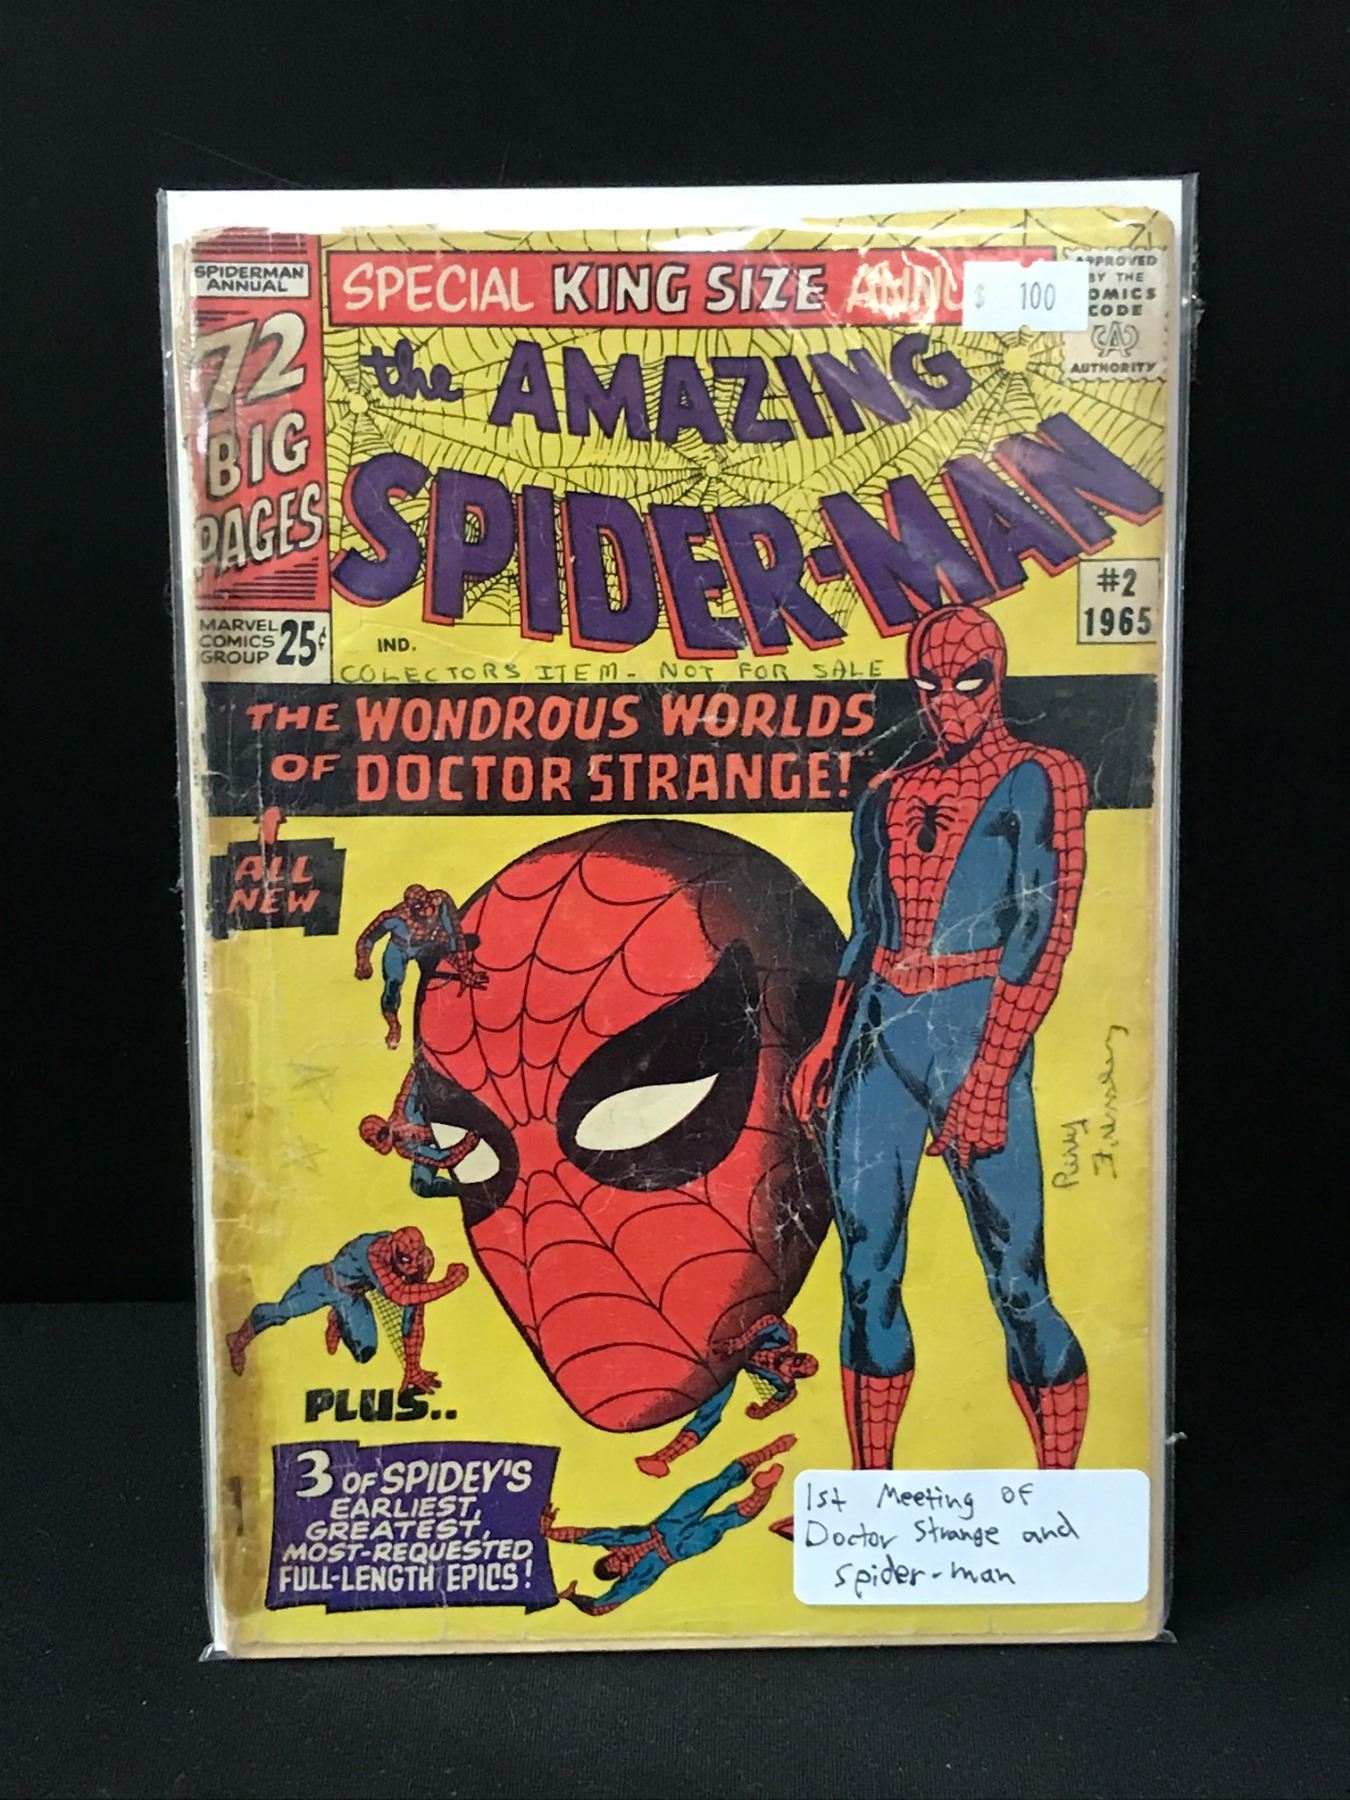 SPIDERMAN
ANNUAL
72
BIG
PAGES
MARVEL
COMICS
GROUP
25¢
SPECIAL KING SIZE
$ 100
APPROVED
BY THE
COMICS
CODE
AUTHORITY
the AMAZING
SPIDER-MAN
#2
1965
IND.
COLECTORS ITEM - NOT FOR SALE
"THE WONDROUS WORLDS
OF DOCTOR STRANGE!"
ALL
NEW
Perry
PLUS..
3 OF SPIDEY'S
EARLIEST,
GREATEST,
MOST-REQUESTED
FULL-LENGTH EPICS!
1st Meeting of
Doctor Strange and
spider-man